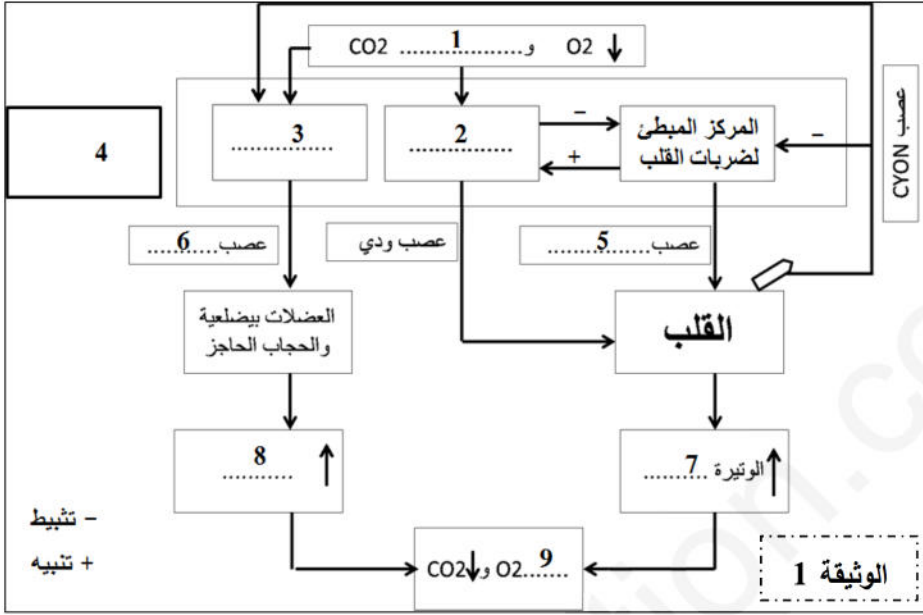 ↓ O2 و ..........1.......... CO2
عصب CYON
المركز المبطئ
لضربات القلب
2
..................
3
..................
4
−
+
−
عصب........5........
عصب ودي
عصب......6......
القلب
العضلات بيضلعية
والحجاب الحاجز
الوتيرة ....7....
8
...........
9......O2 و↓CO2
− تثبيط
+ تنبيه
الوثيقة 1